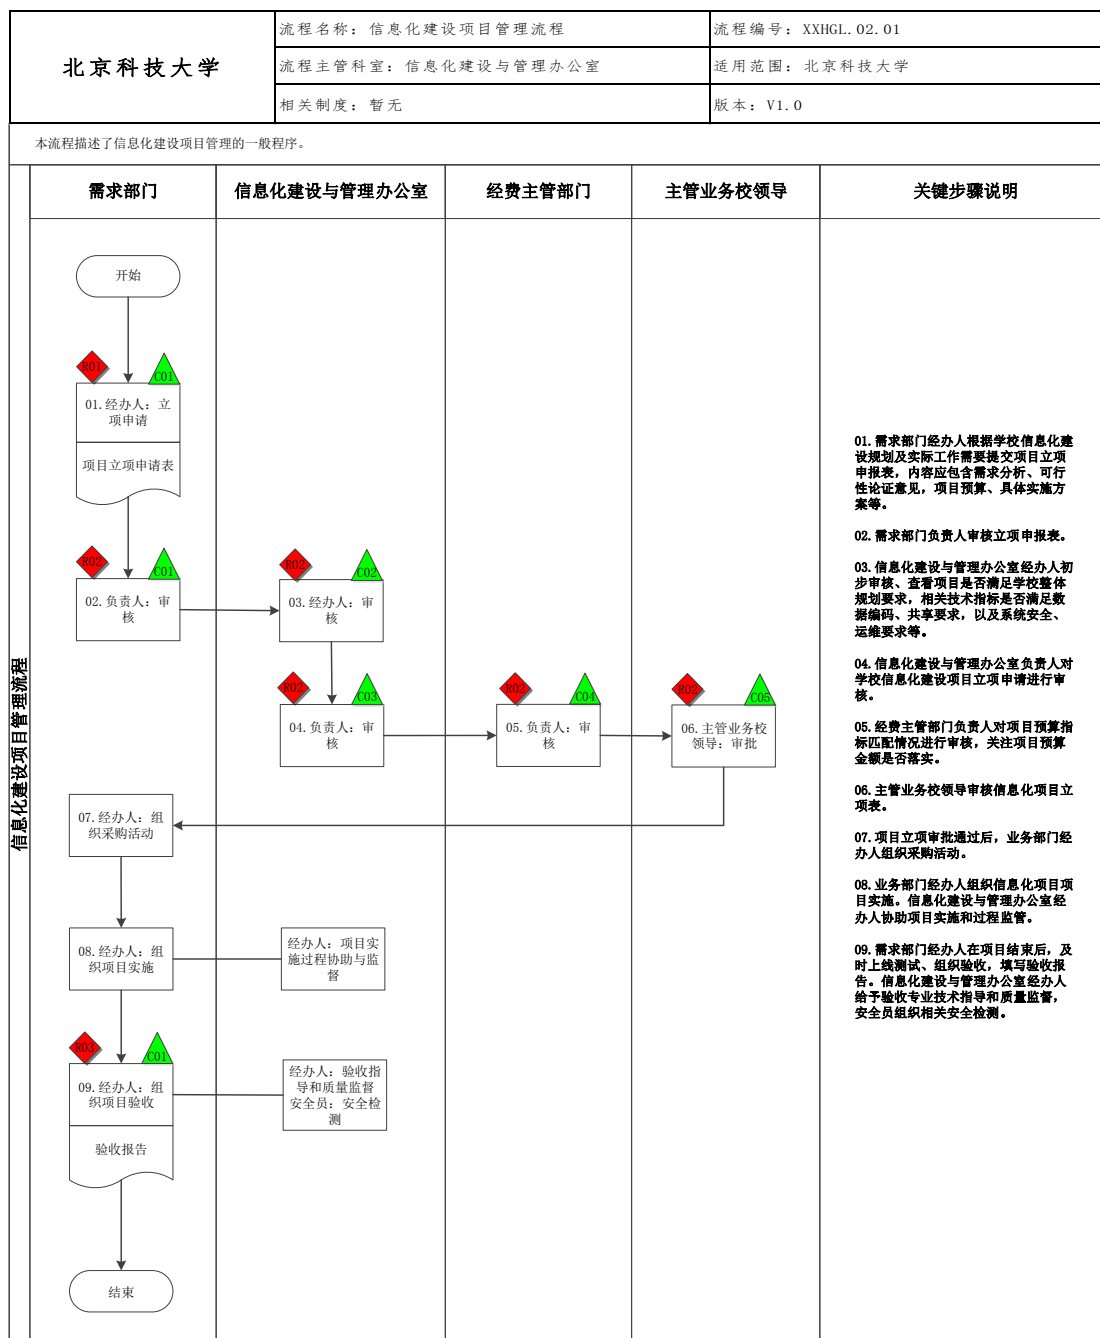 北京科技大学
流程名称：信息化建设项目管理流程
流程编号：XXHGL.02.01
流程主管科室：信息化建设与管理办公室
适用范围：北京科技大学
相关制度：暂无
版本：V1.0
本流程描述了信息化建设项目管理的一般程序。
信息化建设项目管理流程
需求部门
信息化建设与管理办公室
经费主管部门
主管业务校领导
关键步骤说明
开始
R01
C01
01.经办人：立
项申请
项目立项申请表
R02
C01
02.负责人：审
核
R02
C02
03.经办人：审
核
R02
C03
04.负责人：审
核
R02
C04
05.负责人：审
核
R02
C05
06.主管业务校
领导：审批
07.经办人：组
织采购活动
08.经办人：组
织项目实施
经办人：项目实
施过程协助与监
督
R03
C01
09.经办人：组
织项目验收
验收报告
经办人：验收指
导和质量监督
安全员：安全检
测
结束
01.需求部门经办人根据学校信息化建
设规划及实际工作需要提交项目立项
申报表，内容应包含需求分析、可行
性论证意见，项目预算、具体实施方
案等。
02.需求部门负责人审核立项申报表。
03.信息化建设与管理办公室经办人初
步审核、查看项目是否满足学校整体
规划要求，相关技术指标是否满足数
据编码、共享要求，以及系统安全、
运维要求等。
04.信息化建设与管理办公室负责人对
学校信息化建设项目立项申请进行审
核。
05.经费主管部门负责人对项目预算指
标匹配情况进行审核，关注项目预算
金额是否落实。
06.主管业务校领导审核信息化项目立
项表。
07.项目立项审批通过后，业务部门经
办人组织采购活动。
08.业务部门经办人组织信息化项目项
目实施。信息化建设与管理办公室经
办人协助项目实施和过程监管。
09.需求部门经办人在项目结束后，及
时上线测试、组织验收，填写验收报
告。信息化建设与管理办公室经办人
给予验收专业技术指导和质量监督，
安全员组织相关安全检测。